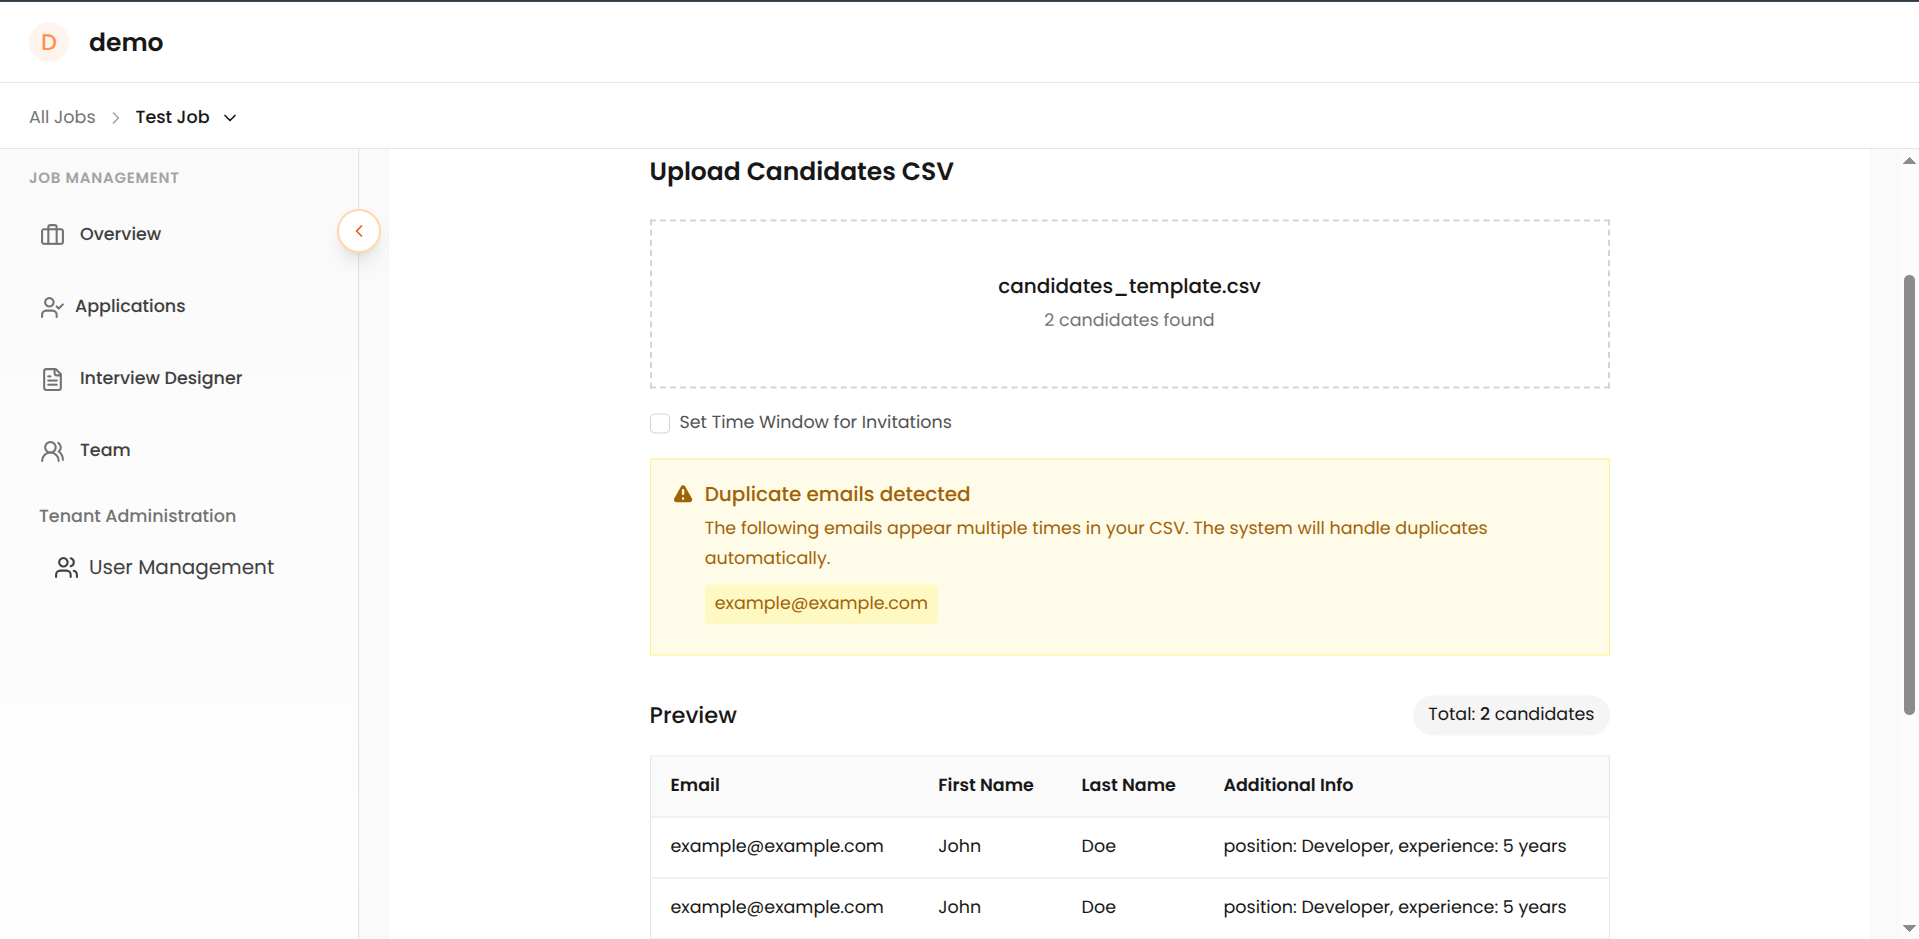 D demo
All Jobs > Test Job
JOB MANAGEMENT
Overview
Applications
Interview Designer
Team
Tenant Administration
User Management
Upload Candidates CSV
candidates_template.csv
2 candidates found
Set Time Window for Invitations
Duplicate emails detected
The following emails appear multiple times in your CSV. The system will handle duplicates
automatically.
example@example.com
Preview
Total: 2 candidates
Email First Name Last Name Additional Info
example@example.com John Doe position: Developer, experience: 5 years
example@example.com John Doe position: Developer, experience: 5 years